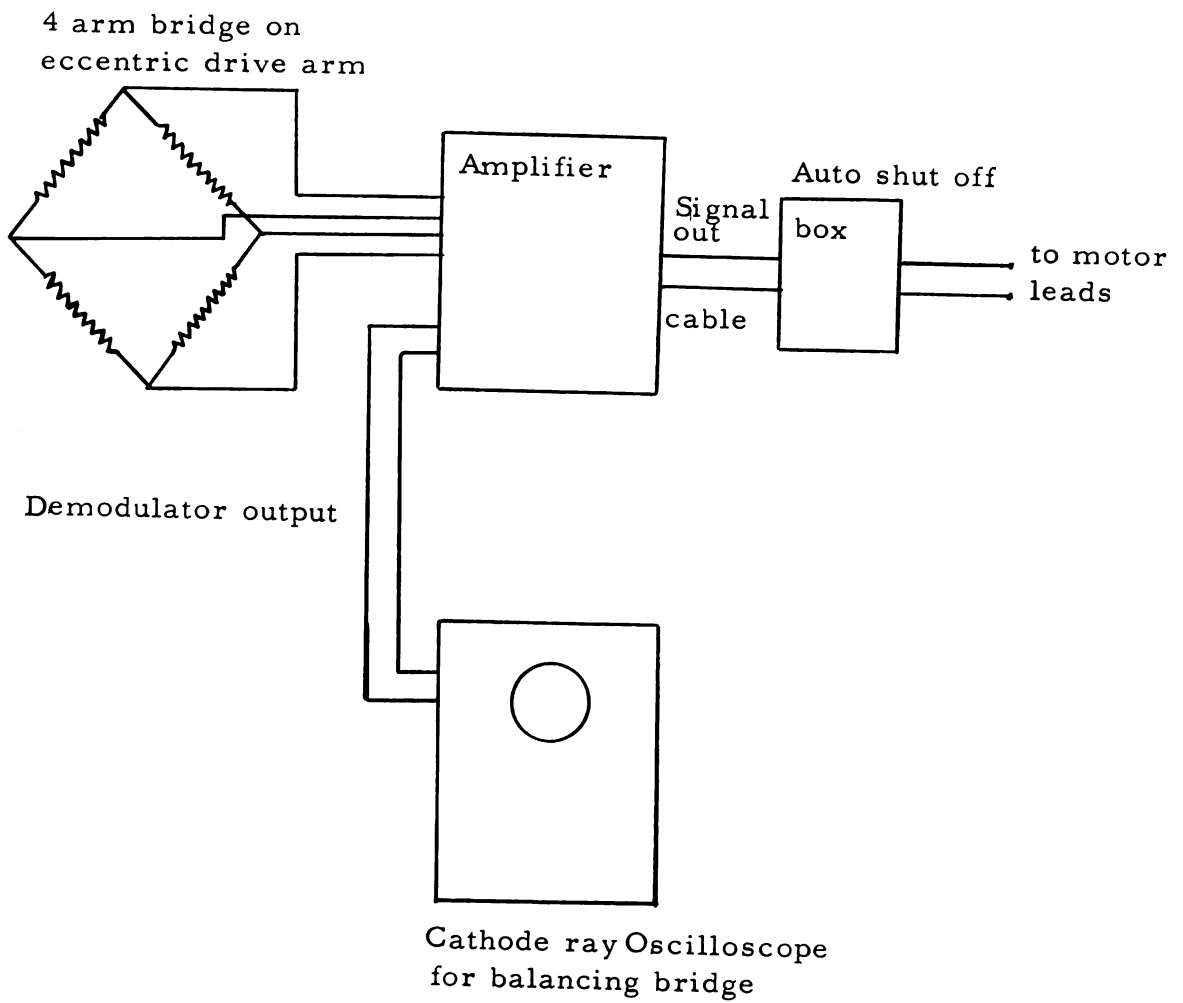 4 arm bridge on
eccentric drive arm
Amplifier
Signal
out
cable
Auto shut off
box
to motor
leads
Demodulator output
Cathode ray Oscilloscope
for balancing bridge